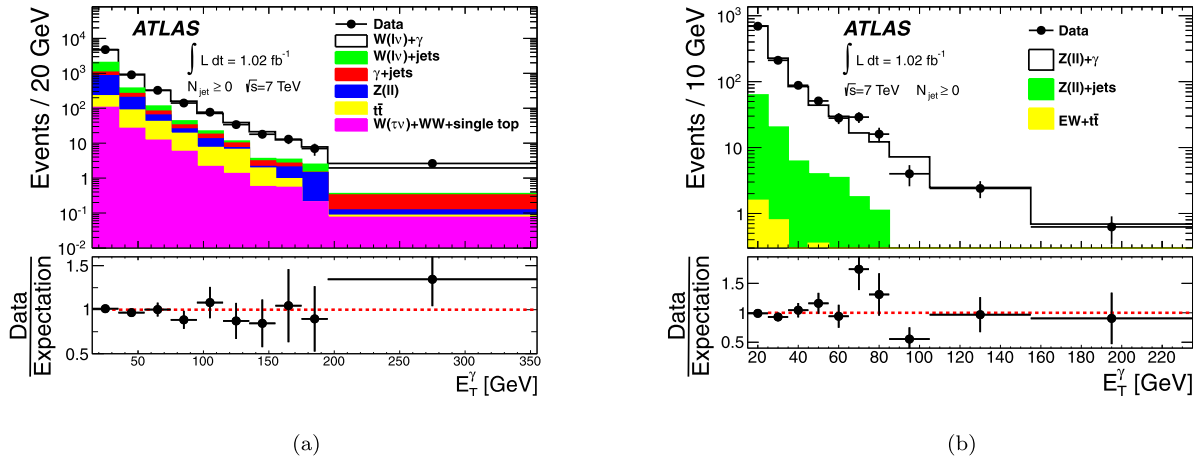 ATLAS
∫ L dt = 1.02 fb⁻¹
N_jet ≥ 0 √s=7 TeV
Data
W(lν)+γ
W(lν)+jets
γ+jets
Z(ll)
tt̄
W(τν)+WW+single top
Events / 20 GeV
10⁴
10³
10²
10
1
10⁻¹
10⁻²
Data
Expectation
1.5
1
0.5
50 100 150 200 250 300 350
E_T^γ [GeV]
(a)
ATLAS
∫ L dt = 1.02 fb⁻¹
√s=7 TeV N_jet ≥ 0
Data
Z(ll)+γ
Z(ll)+jets
EW+tt̄
Events / 10 GeV
10³
10²
10
1
Data
Expectation
1.5
1
0.5
20 40 60 80 100 120 140 160 180 200 220
E_T^γ [GeV]
(b)